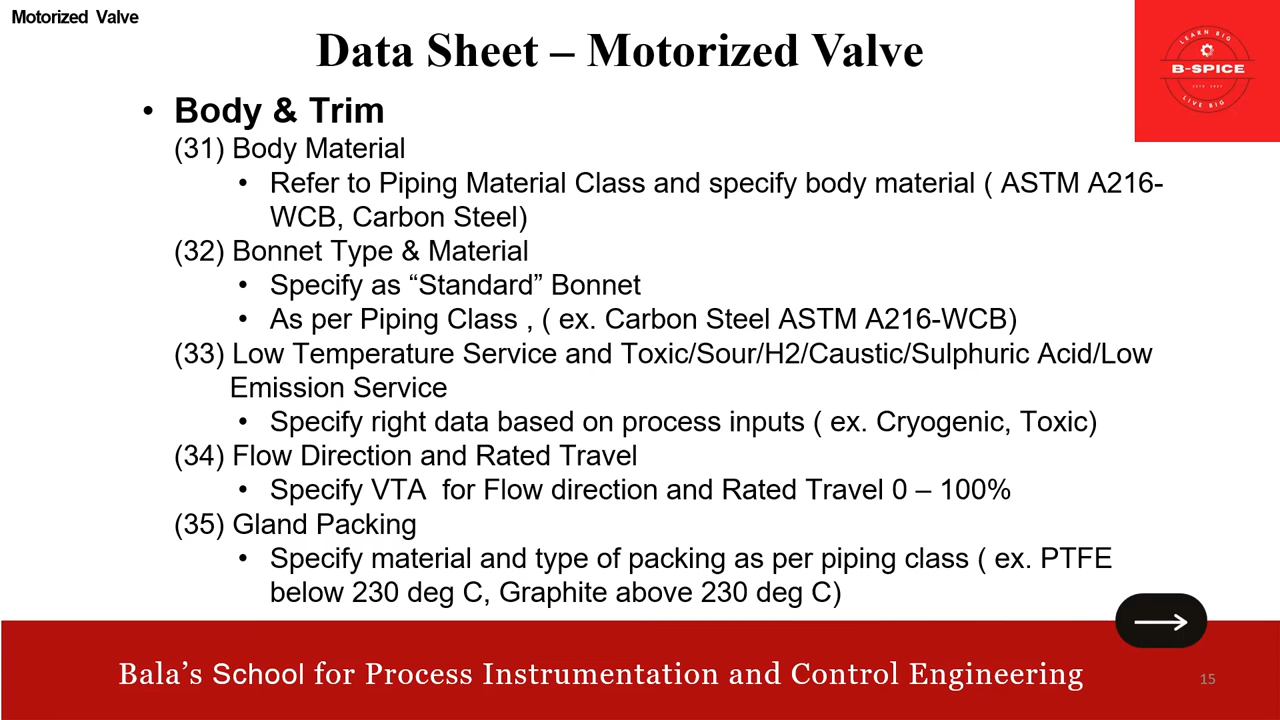 Motorized Valve
Data Sheet – Motorized Valve
LEARN BIG
B-SPICE
LIVE BIG
• Body & Trim
(31) Body Material
• Refer to Piping Material Class and specify body material ( ASTM A216-
WCB, Carbon Steel)
(32) Bonnet Type & Material
• Specify as “Standard” Bonnet
• As per Piping Class , ( ex. Carbon Steel ASTM A216-WCB)
(33) Low Temperature Service and Toxic/Sour/H2/Caustic/Sulphuric Acid/Low
Emission Service
• Specify right data based on process inputs ( ex. Cryogenic, Toxic)
(34) Flow Direction and Rated Travel
• Specify VTA for Flow direction and Rated Travel 0 – 100%
(35) Gland Packing
• Specify material and type of packing as per piping class ( ex. PTFE
below 230 deg C, Graphite above 230 deg C)
Bala’s School for Process Instrumentation and Control Engineering
15